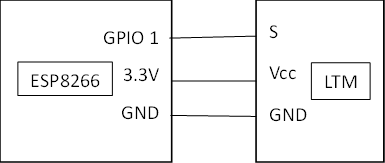 GPIO 1
S
ESP8266
3.3V
Vcc
LTM
GND
GND